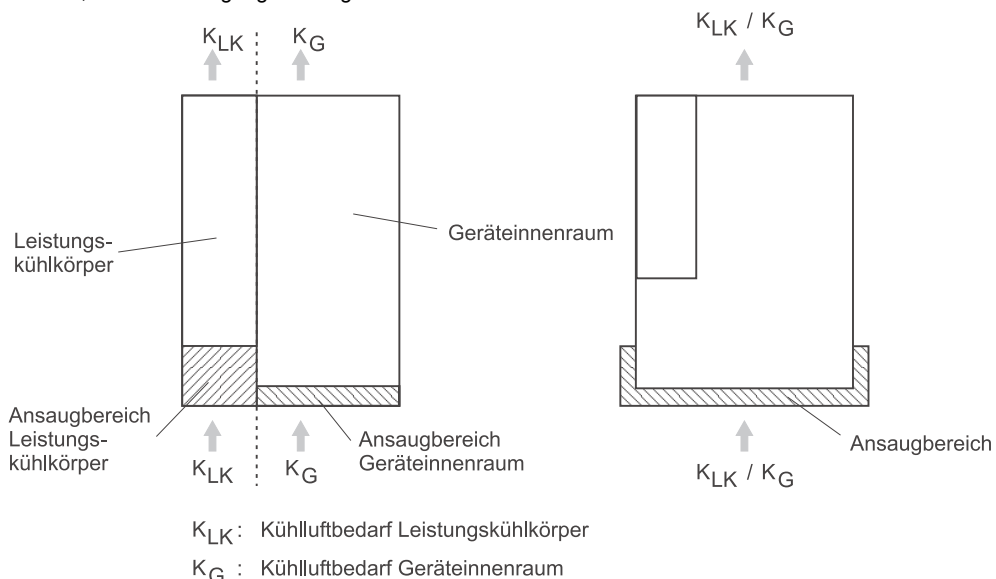 K_LK
K_G
K_LK / K_G
Leistungs-
kühlkörper
Geräteinnenraum
Ansaugbereich
Leistungs-
kühlkörper
Ansaugbereich
Geräteinnenraum
Ansaugbereich
K_LK
K_G
K_LK / K_G
K_LK : Kühlluftbedarf Leistungskühlkörper
K_G : Kühlluftbedarf Geräteinnenraum